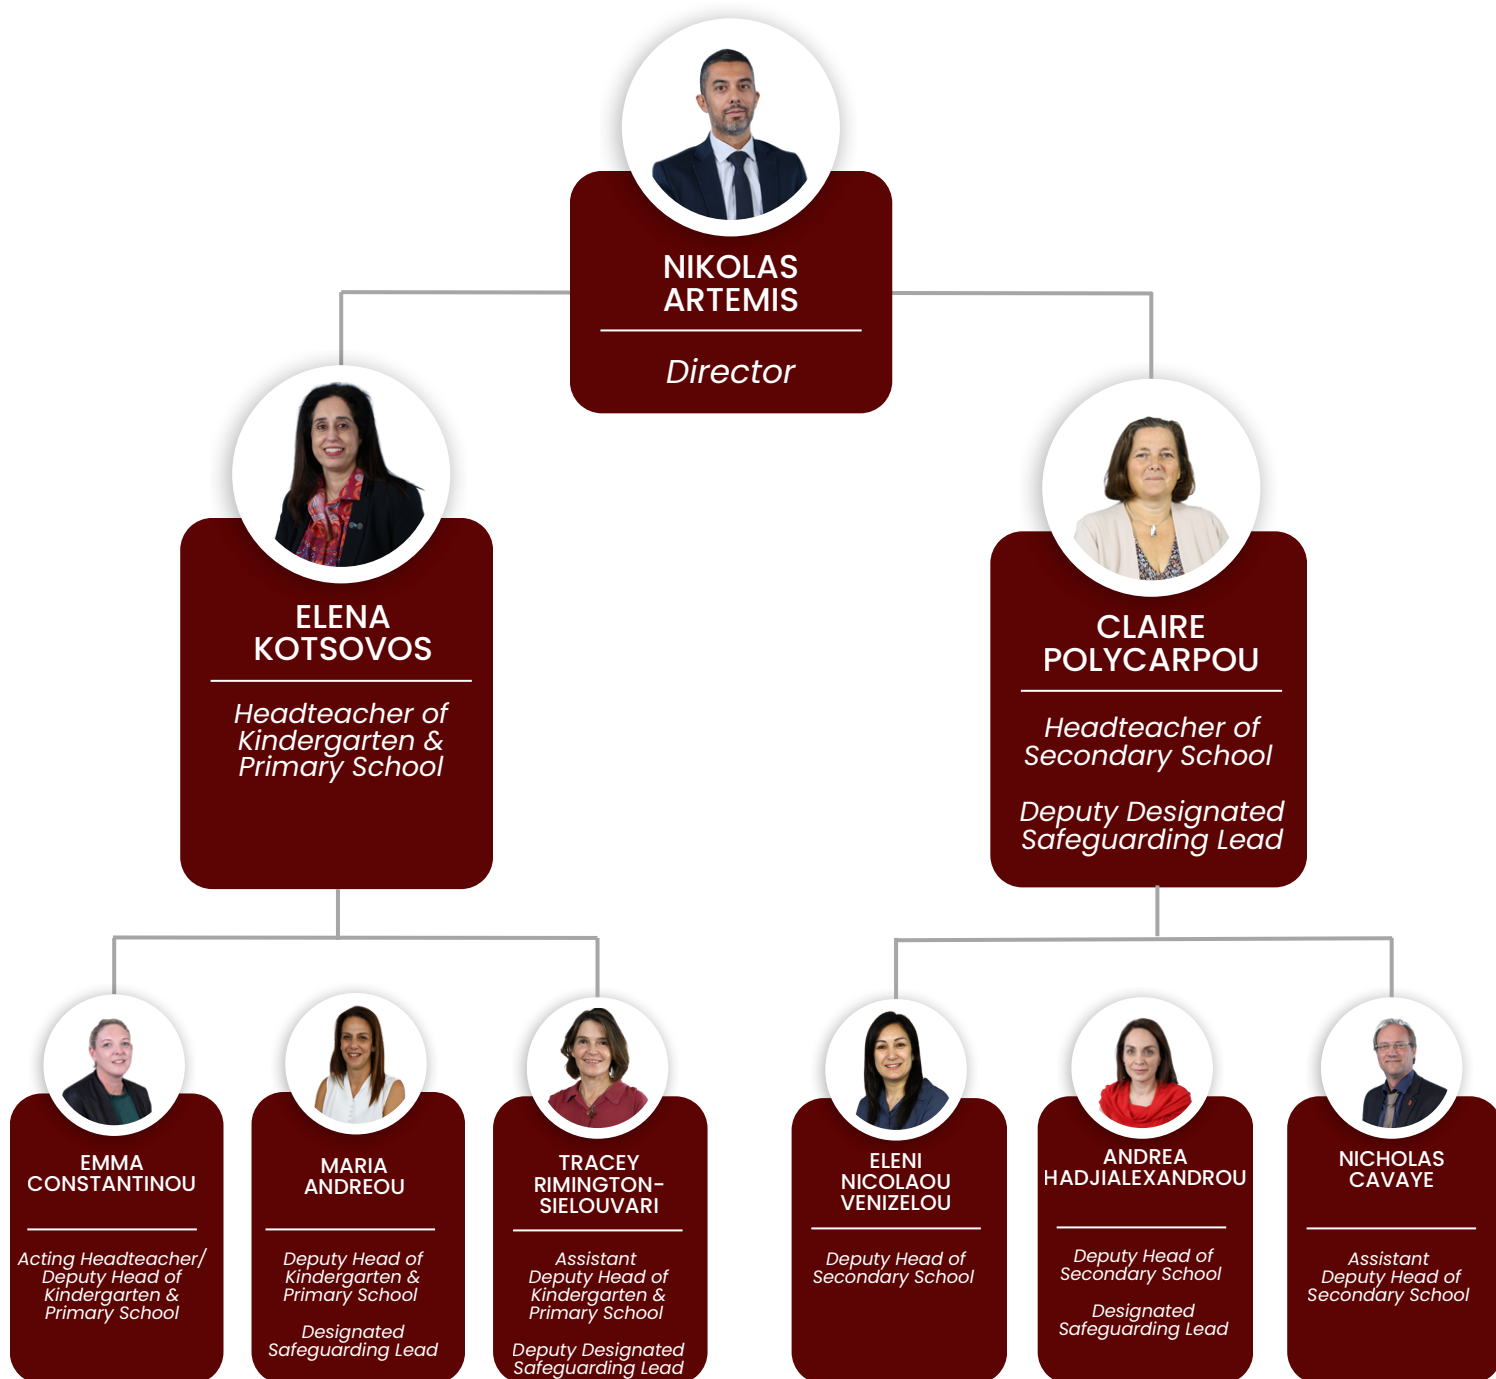 NIKOLAS
ARTEMIS
Director
ELENA
KOTSOVOS
Headteacher of
Kindergarten &
Primary School
CLAIRE
POLYCARPOU
Headteacher of
Secondary School
Deputy Designated
Safeguarding Lead
EMMA
CONSTANTINOU
Acting Headteacher/
Deputy Head of
Kindergarten &
Primary School
MARIA
ANDREOU
Deputy Head of
Kindergarten &
Primary School
Designated
Safeguarding Lead
TRACEY
RIMINGTON-
SIELOUVARI
Assistant
Deputy Head of
Kindergarten &
Primary School
Deputy Designated
Safeguarding Lead
ELENI
NICOLAOU
VENIZELOU
Deputy Head of
Secondary School
ANDREA
HADJIALEXANDROU
Deputy Head of
Secondary School
Designated
Safeguarding Lead
NICHOLAS
CAVAYE
Assistant
Deputy Head of
Secondary School